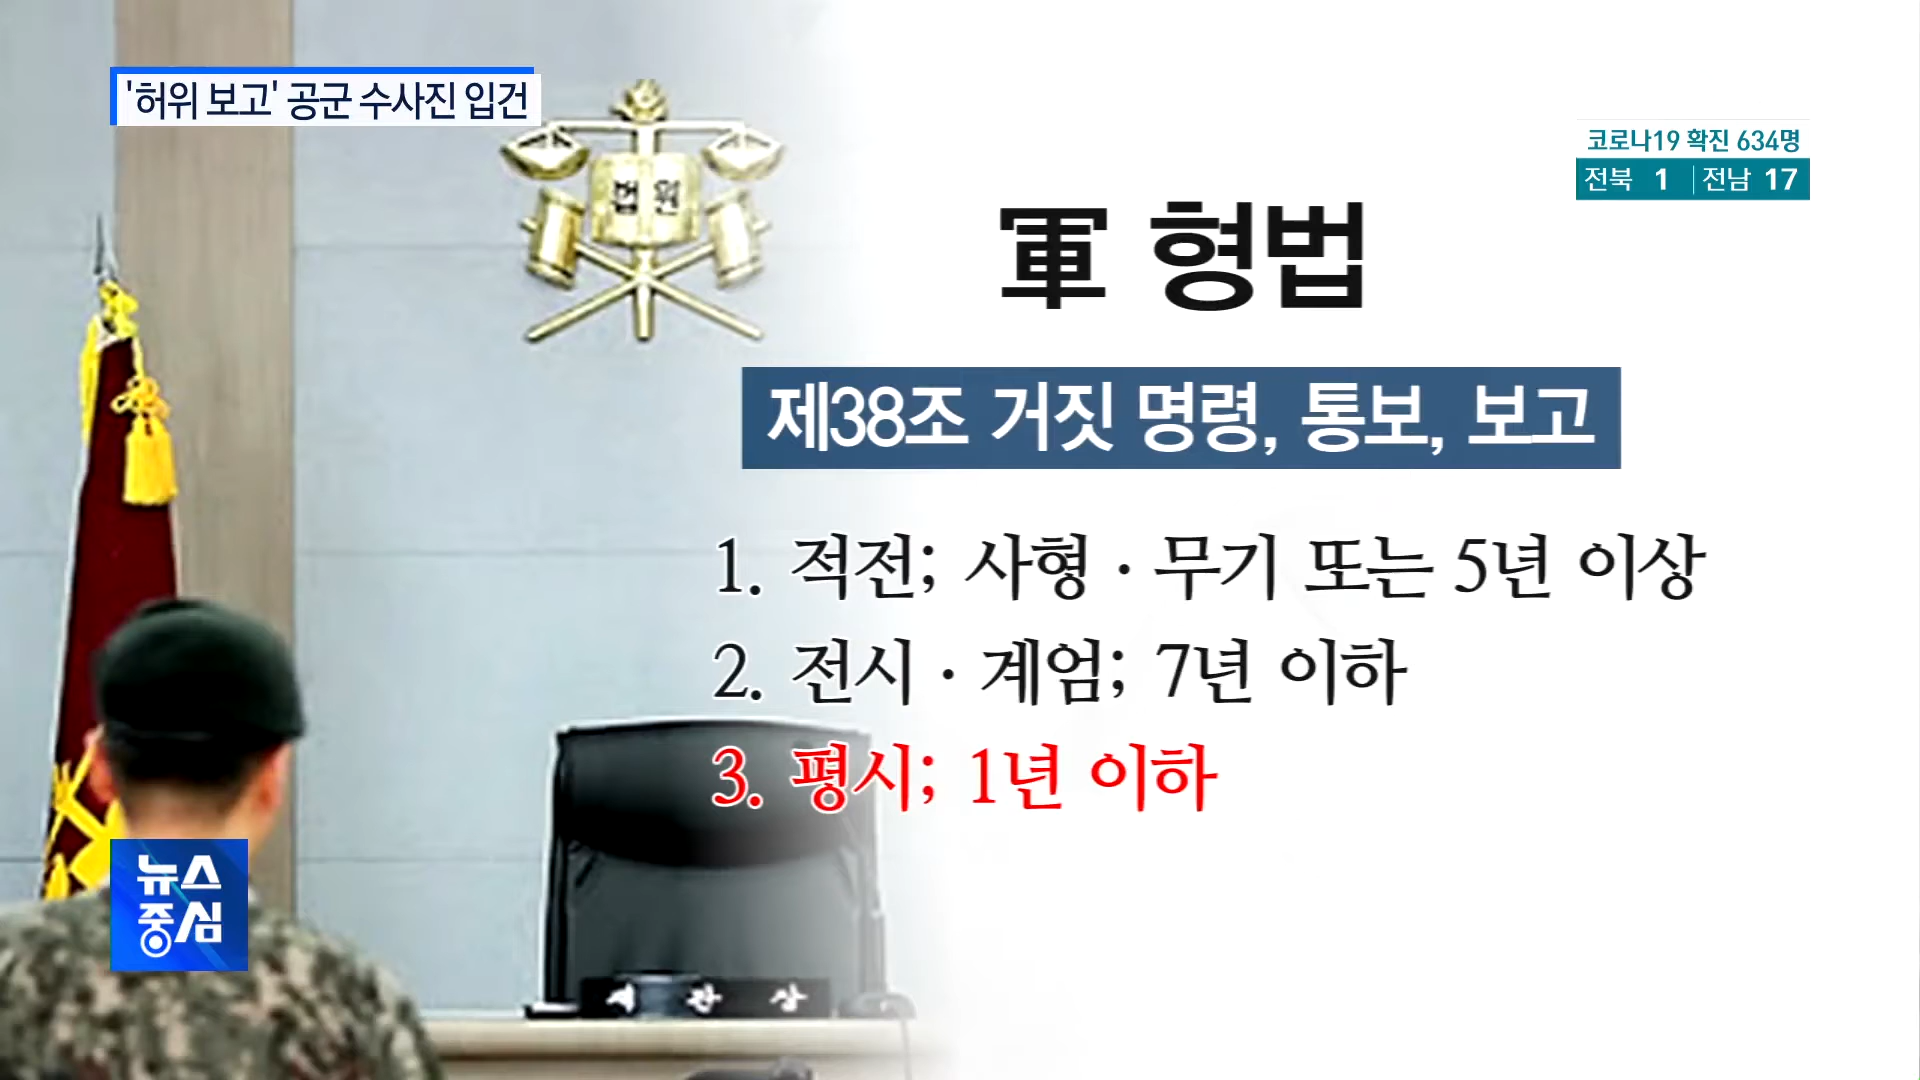 '허위 보고' 공군 수사진 입건
코로나19 확진 634명
전북 1 전남 17
법원
軍 형법
제38조 거짓 명령, 통보, 보고
1. 적전; 사형·무기 또는 5년 이상
2. 전시·계엄; 7년 이하
3. 평시; 1년 이하
뉴스
중심
재판장